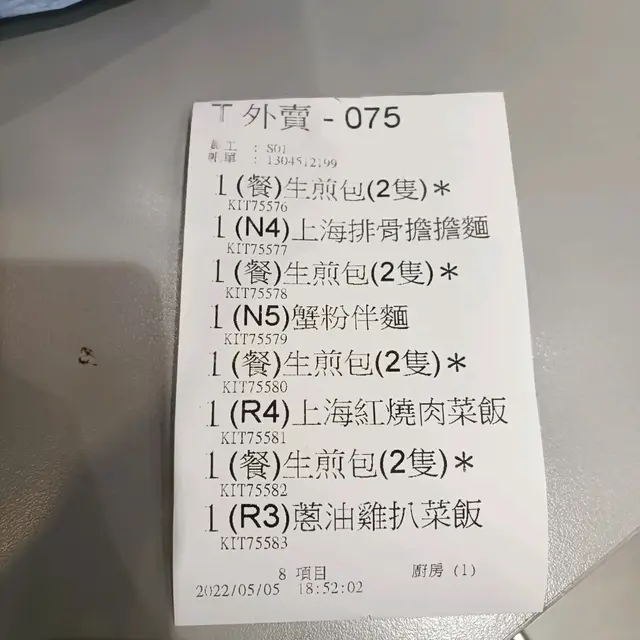 T 外賣 - 075
員工 : S01
帳單 : 1304512199
1 (餐)生煎包(2隻)*
KIT75576
1 (N4)上海排骨擔擔麵
KIT75577
1 (餐)生煎包(2隻)*
KIT75578
1 (N5)蟹粉伴麵
KIT75579
1 (餐)生煎包(2隻)*
KIT75580
1 (R4)上海紅燒肉菜飯
KIT75581
1 (餐)生煎包(2隻)*
KIT75582
1 (R3)蔥油雞扒菜飯
KIT75583
8 項目 廚房 (1)
2022/05/05 18:52:02